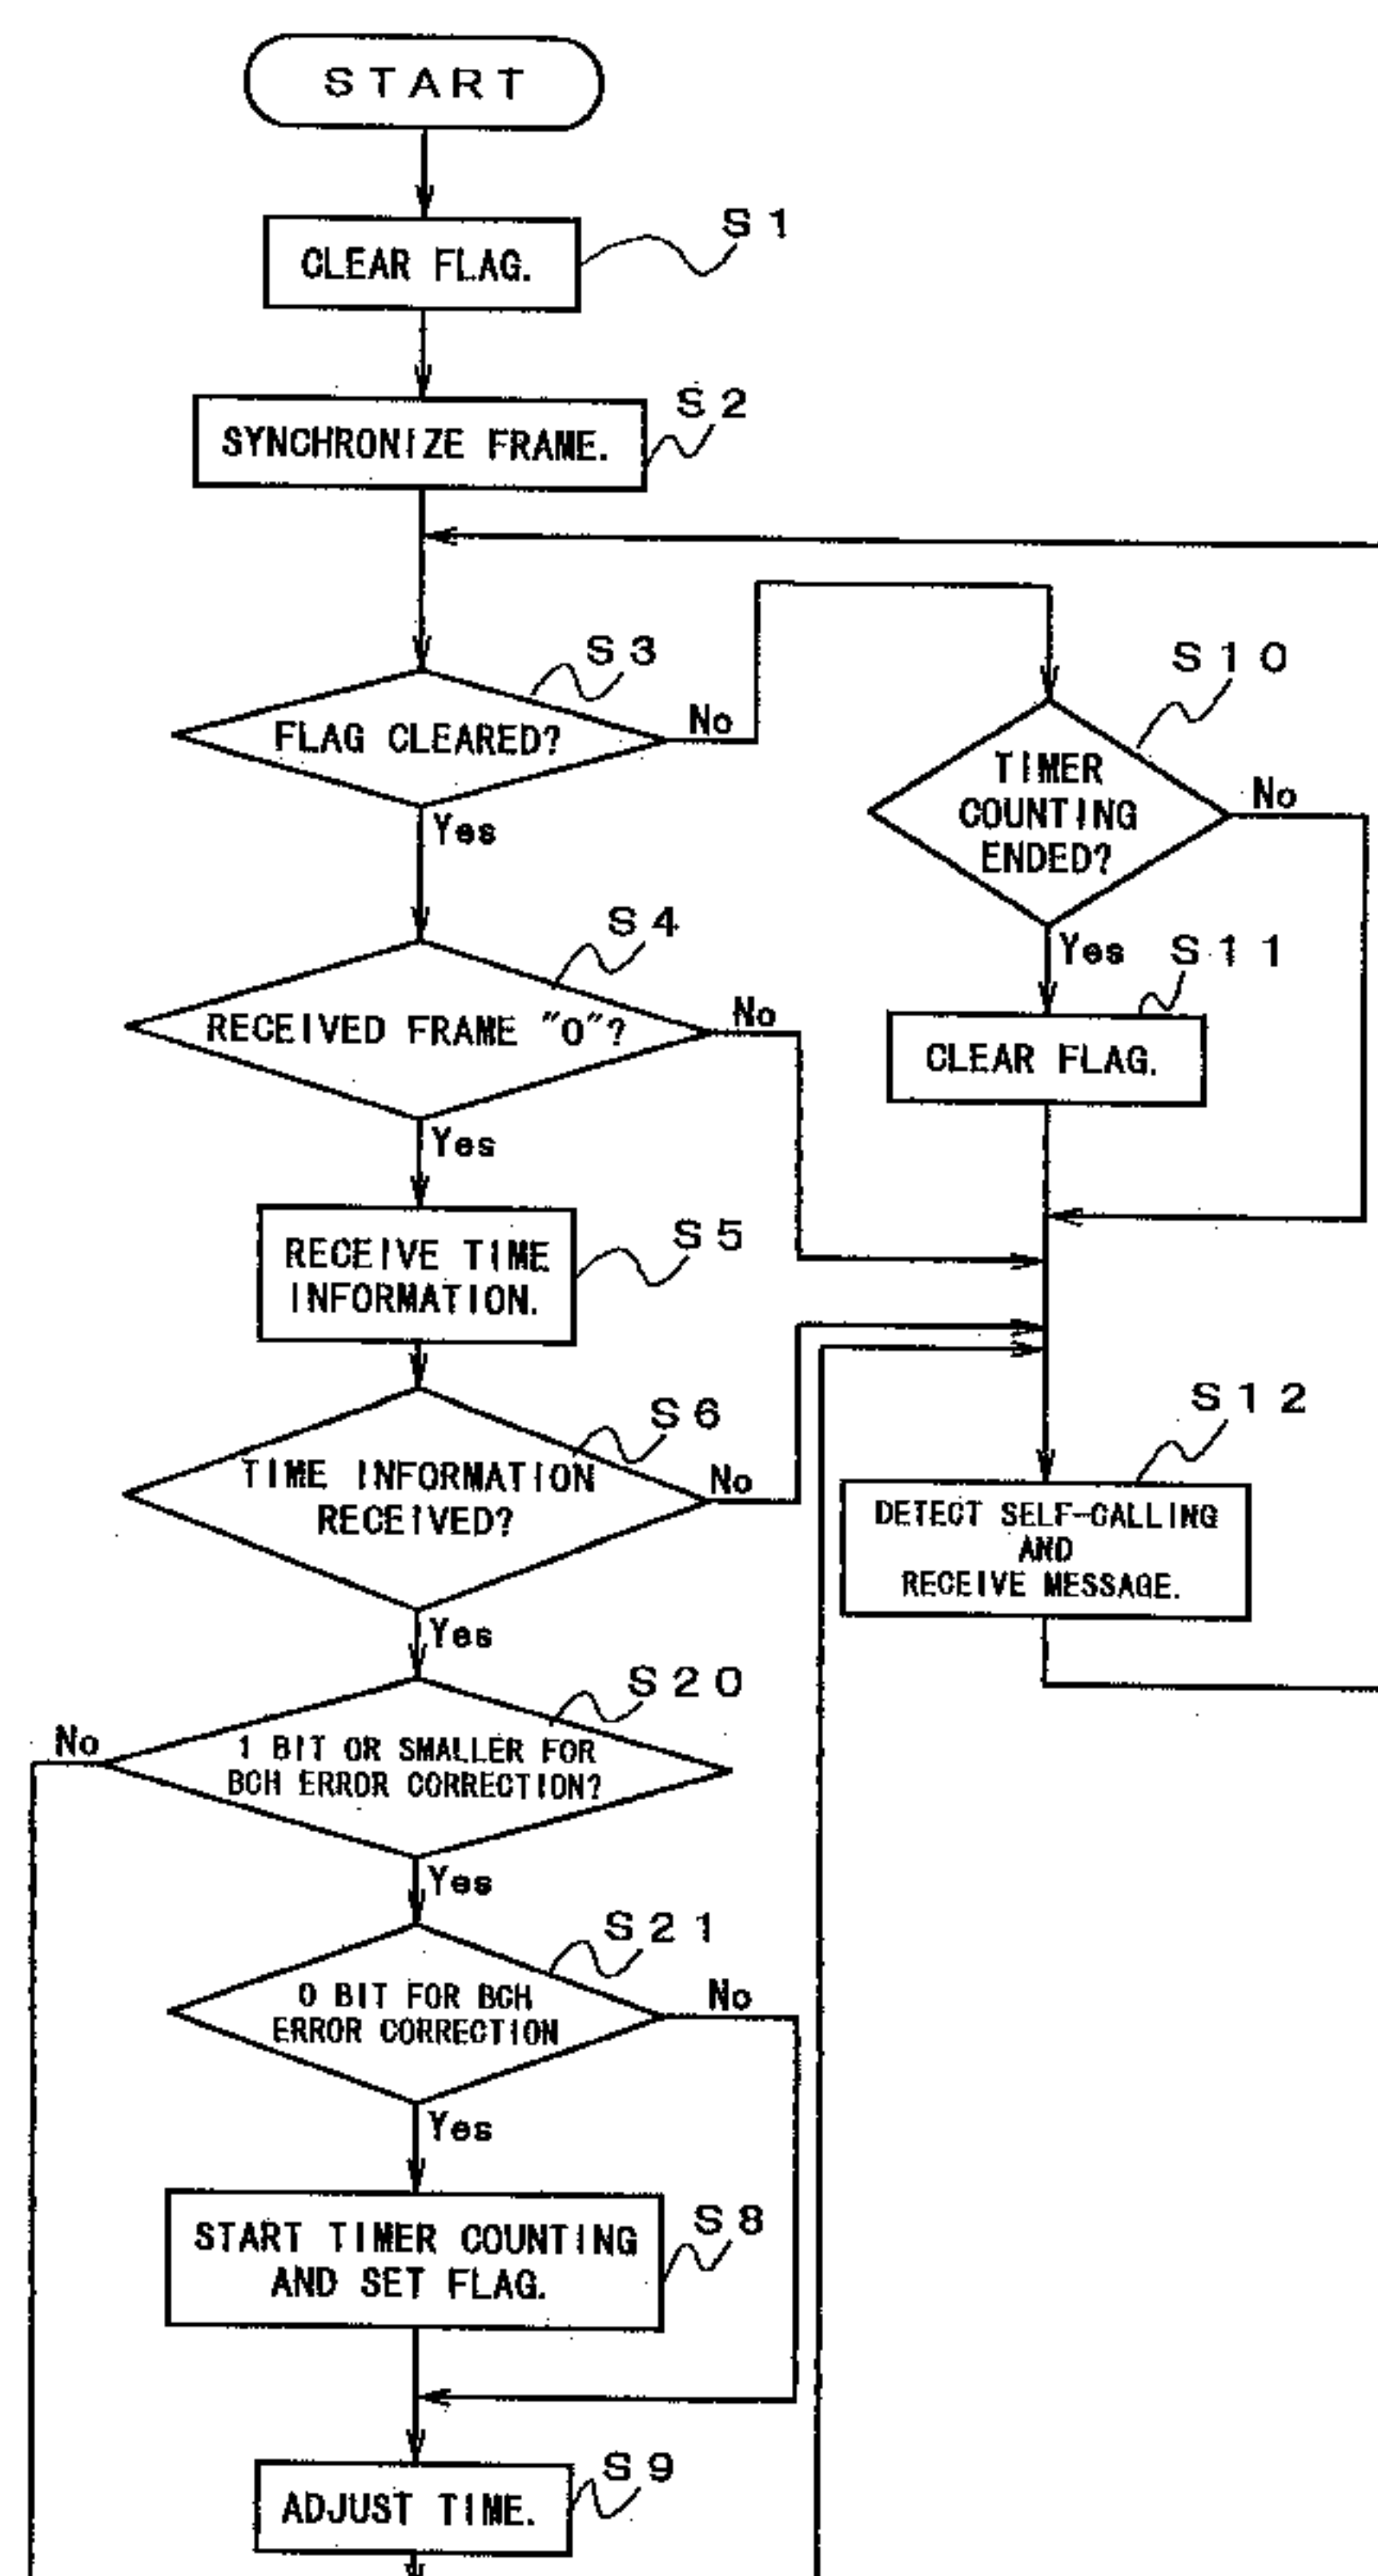 START
S1
CLEAR FLAG.
S2
SYNCHRONIZE FRAME.
S3
FLAG CLEARED?
No
Yes
S10
TIMER
COUNTING
ENDED?
No
Yes
S4
RECEIVED FRAME "0"?
No
Yes
S11
CLEAR FLAG.
S5
RECEIVE TIME
INFORMATION.
S6
TIME INFORMATION
RECEIVED?
No
Yes
S12
DETECT SELF-CALLING
AND
RECEIVE MESSAGE.
S20
No
1 BIT OR SMALLER FOR
BCH ERROR CORRECTION?
Yes
S21
0 BIT FOR BCH
ERROR CORRECTION
No
Yes
S8
START TIMER COUNTING
AND SET FLAG.
S9
ADJUST TIME.